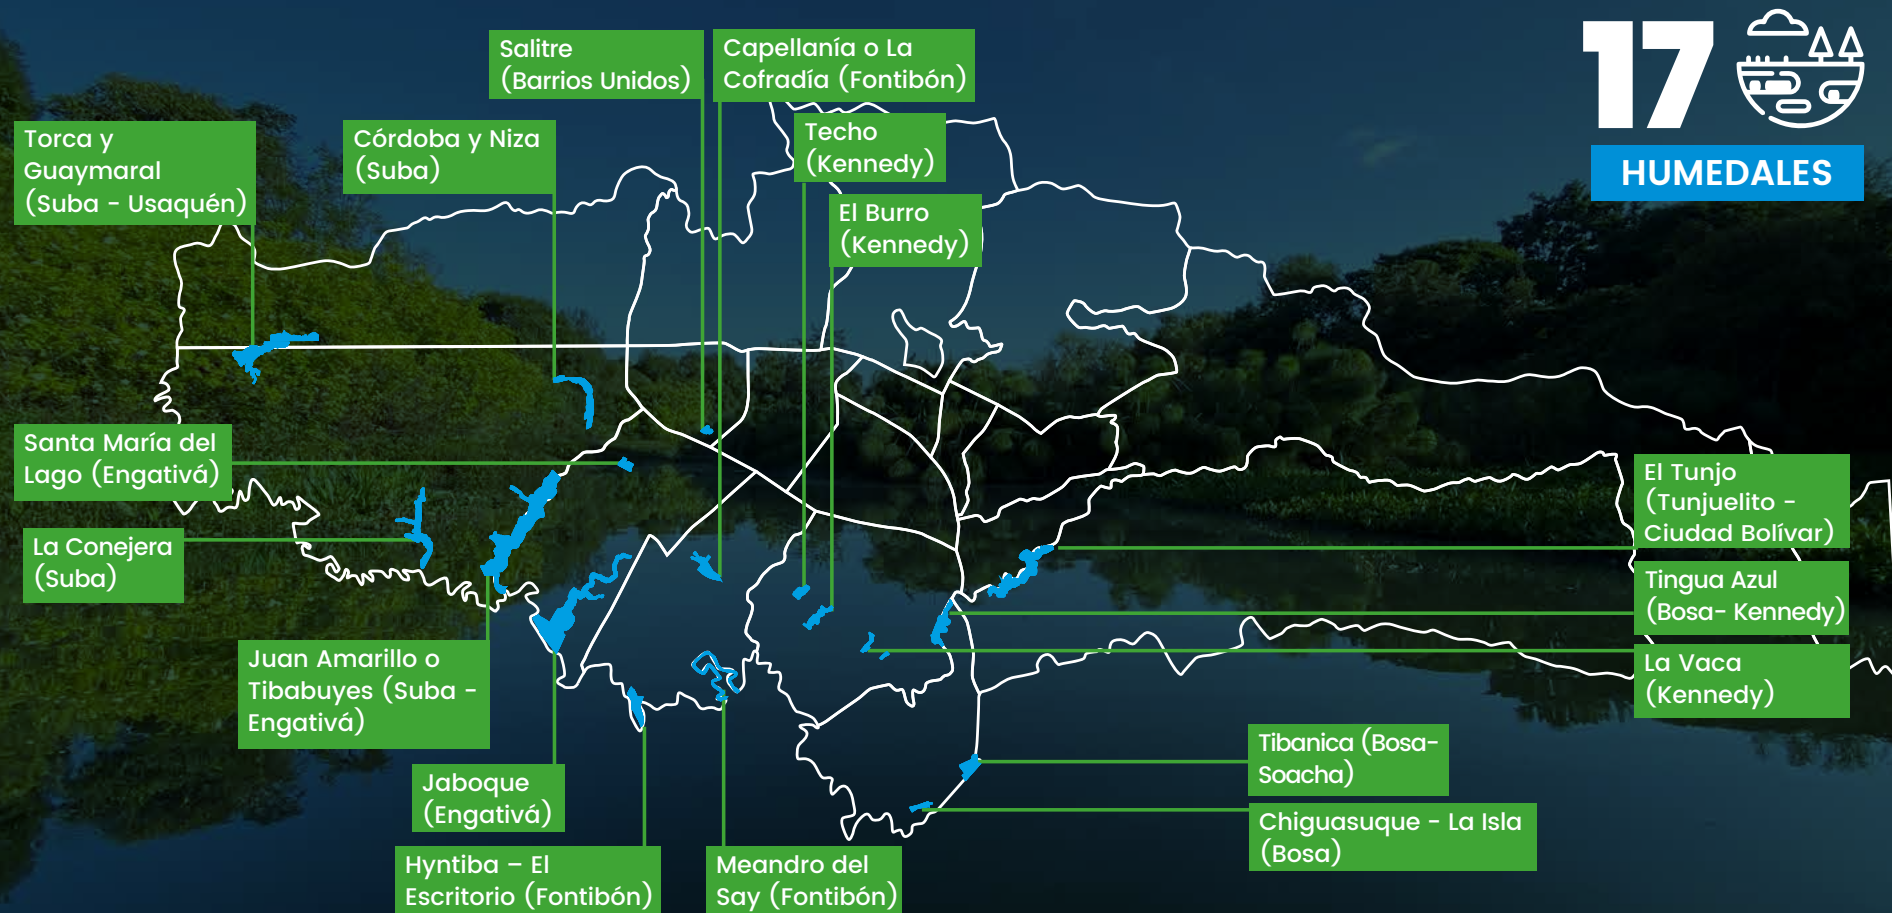 17
HUMEDALES
Salitre
(Barrios Unidos)
Capellanía o La
Cofradía (Fontibón)
Torca y
Guaymaral
(Suba - Usaquén)
Córdoba y Niza
(Suba)
Techo
(Kennedy)
El Burro
(Kennedy)
Santa María del
Lago (Engativá)
La Conejera
(Suba)
Juan Amarillo o
Tibabuyes (Suba -
Engativá)
Jaboque
(Engativá)
Hyntiba – El
Escritorio (Fontibón)
Meandro del
Say (Fontibón)
El Tunjo
(Tunjuelito -
Ciudad Bolívar)
Tingua Azul
(Bosa- Kennedy)
La Vaca
(Kennedy)
Tibanica (Bosa-
Soacha)
Chiguasuque - La Isla
(Bosa)